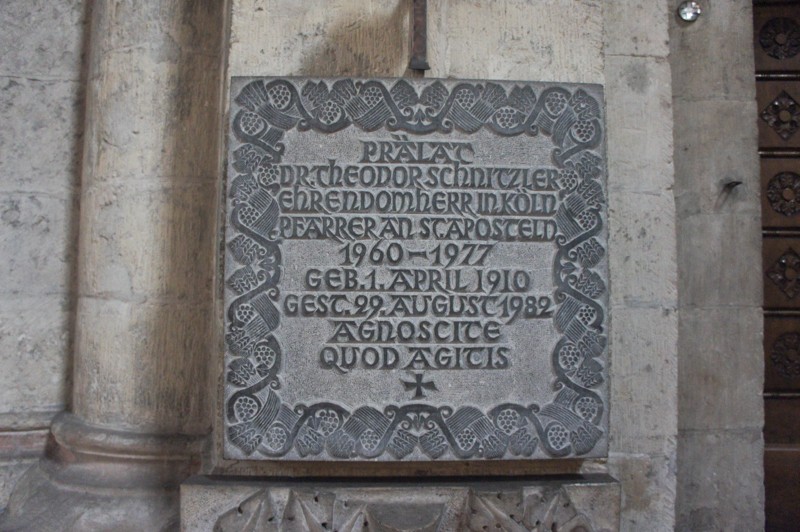 PRÄLAT
DR. THEODOR SCHNITZLER
EHRENDOMHERR IN KÖLN
PFARRER AN ST. APOSTELN
1960 – 1977
GEB. 1. APRIL 1910
GEST. 29. AUGUST 1982
AGNOSCITE
QUOD AGITIS